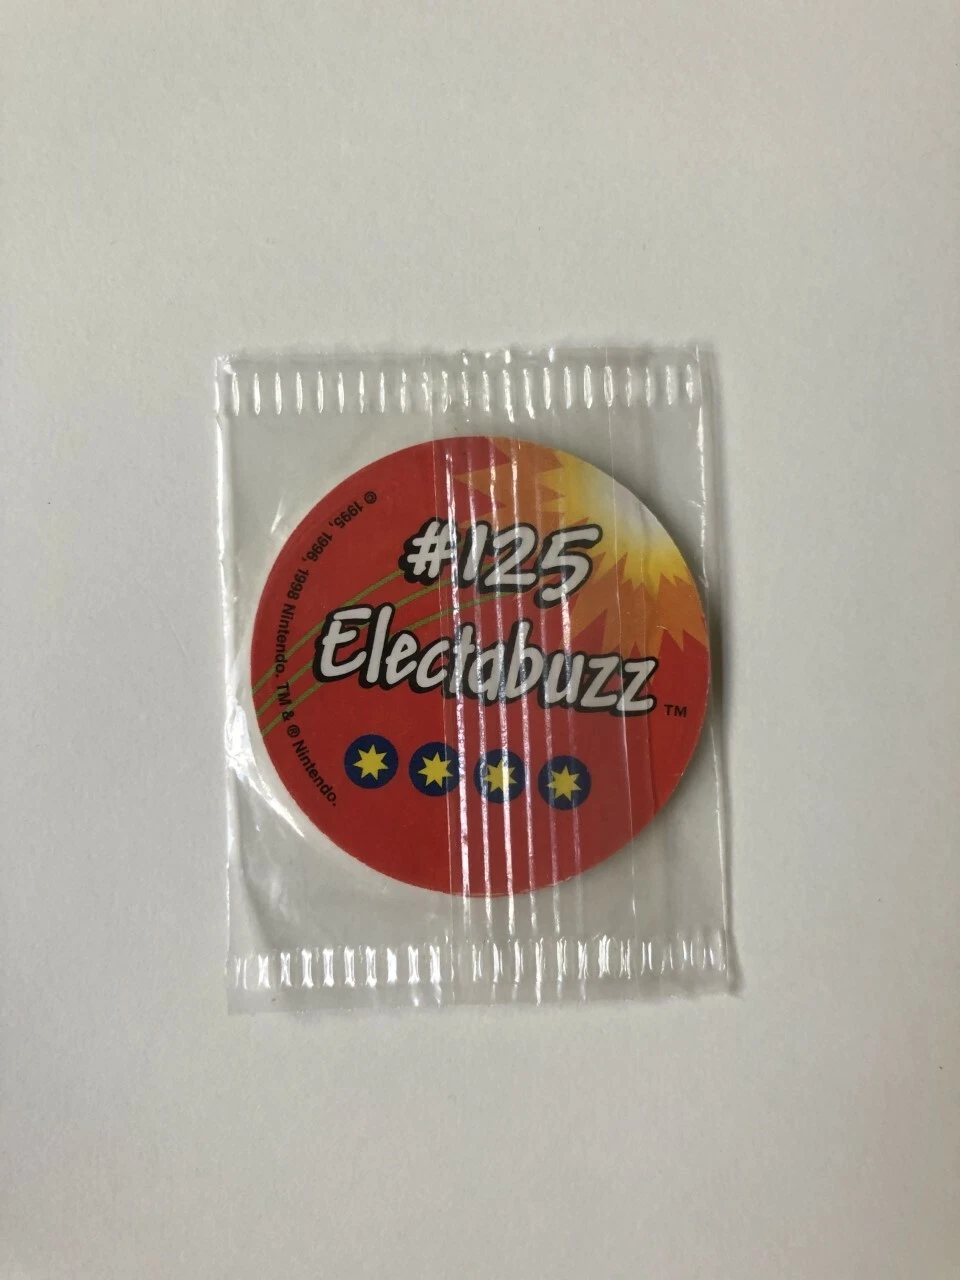 #125
Electabuzz TM
© 1995, 1996, 1998 Nintendo. TM & ® Nintendo.